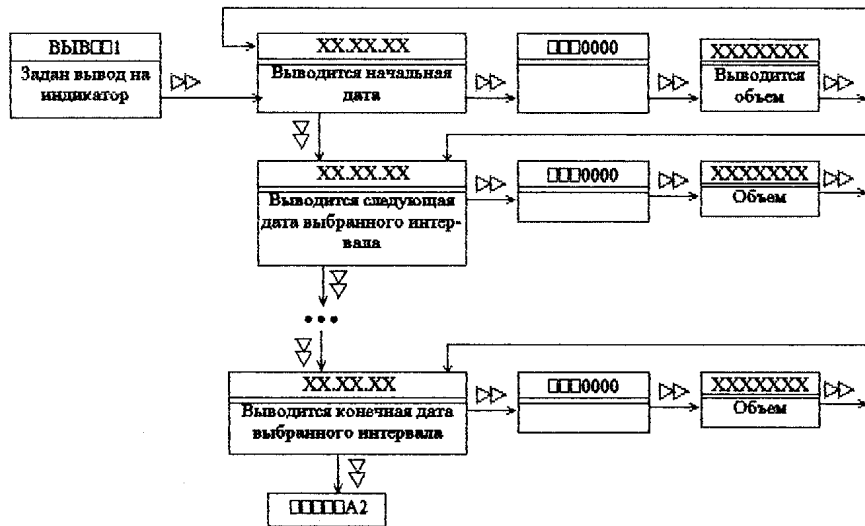 ВЫВ□□1
Задан вывод на
индикатор
XX.XX.XX
Выводится начальная
дата
□□□0000
XXXXXXX
Выводится
объем
XX.XX.XX
Выводится следующая
дата выбранного интер-
вала
□□□0000
XXXXXXX
Объем
•••
XX.XX.XX
Выводится конечная дата
выбранного интервала
□□□0000
XXXXXXX
Объем
□□□□□A2